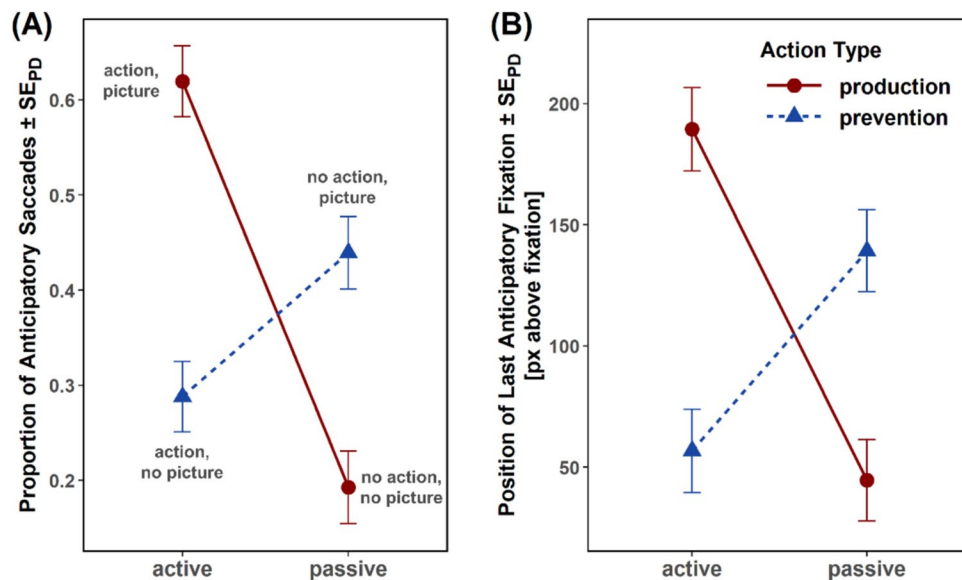 (A)
Proportion of Anticipatory Saccades ± SE_PD
0.6
0.5
0.4
0.3
0.2
action,
picture
no action,
picture
action,
no picture
no action,
no picture
active
passive
(B)
Position of Last Anticipatory Fixation ± SE_PD
[px above fixation]
200
150
100
50
Action Type
production
prevention
active
passive